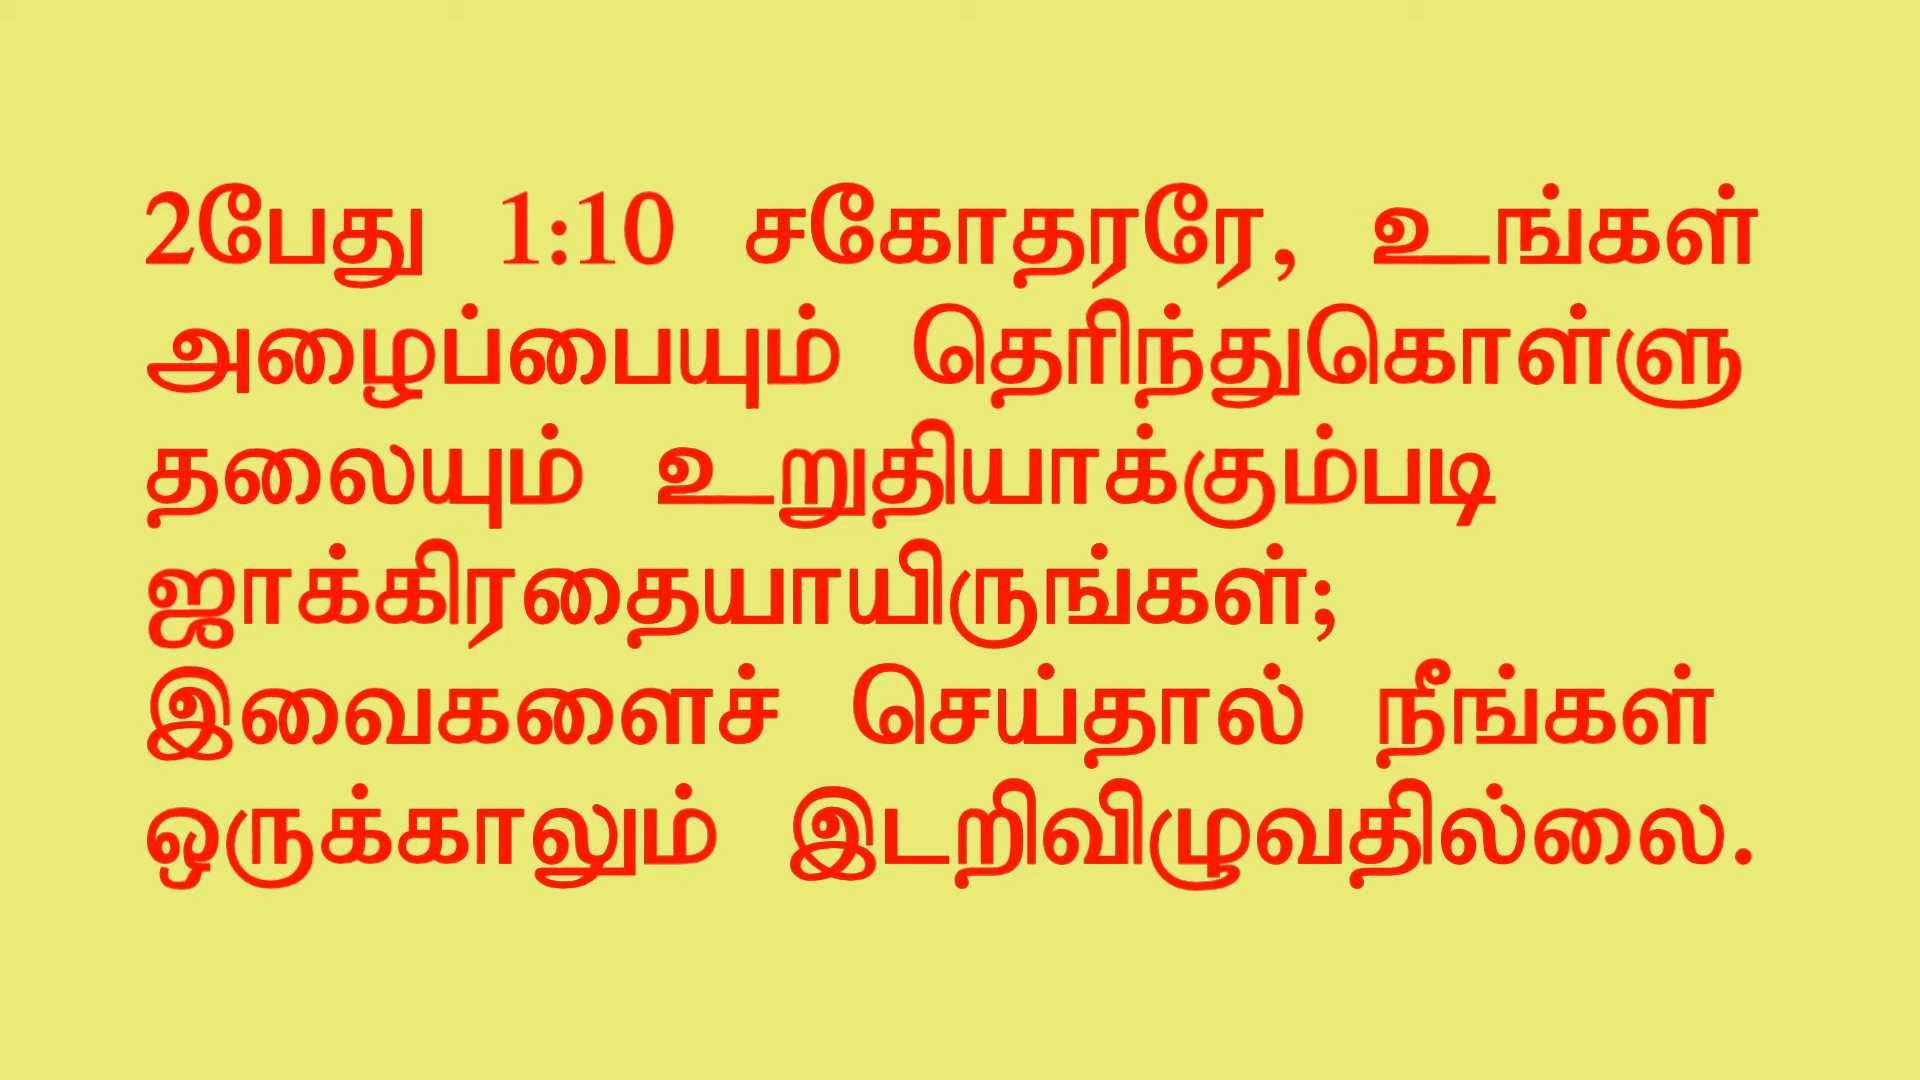 2பேது 1:10 சகோதரரே, உங்கள்
அழைப்பையும் தெரிந்துகொள்ளு
தலையும் உறுதியாக்கும்படி
ஜாக்கிரதையாயிருங்கள்;
இவைகளைச் செய்தால் நீங்கள்
ஒருக்காலும் இடறிவிழுவதில்லை.